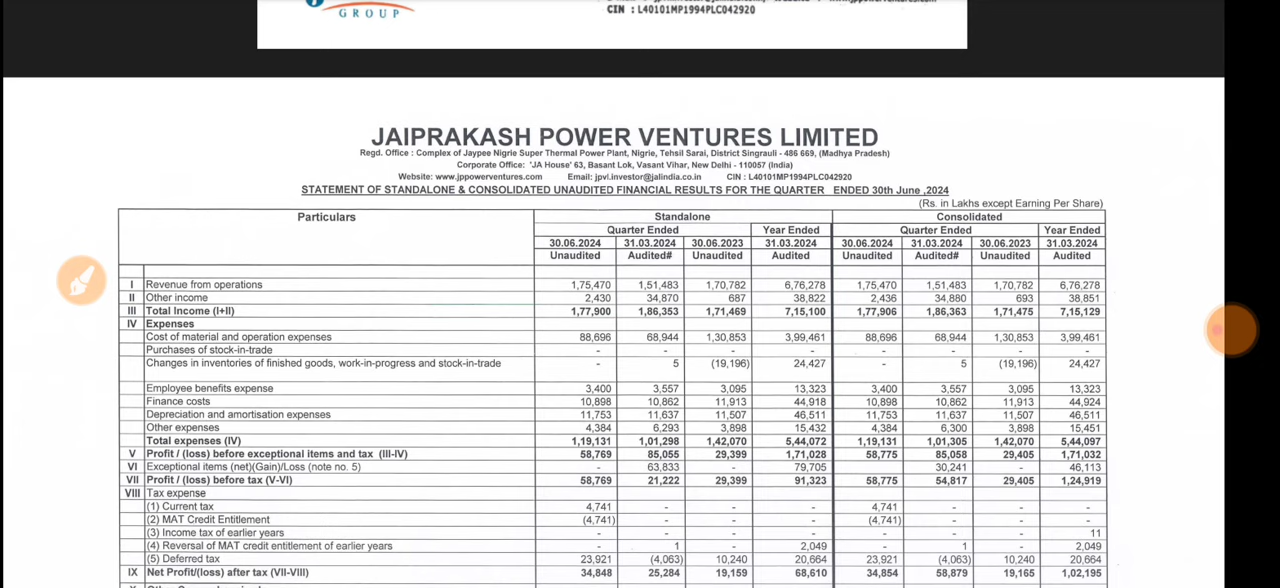 GROUP
CIN : L40101MP1994PLC042920
JAIPRAKASH POWER VENTURES LIMITED
Regd. Office : Complex of Jaypee Nigrie Super Thermal Power Plant, Nigrie, Tehsil Sarai, District Singrauli - 486 669, (Madhya Pradesh)
Corporate Office: 'JA House' 63, Basant Lok, Vasant Vihar, New Delhi - 110057 (India)
Website: www.jppowerventures.com Email: jpvl.investor@jalindia.co.in CIN : L40101MP1994PLC042920
STATEMENT OF STANDALONE & CONSOLIDATED UNAUDITED FINANCIAL RESULTS FOR THE QUARTER ENDED 30th June ,2024
(Rs. in Lakhs except Earning Per Share)
Particulars Standalone Consolidated
Quarter Ended Year Ended Quarter Ended Year Ended
30.06.2024 31.03.2024 30.06.2023 31.03.2024 30.06.2024 31.03.2024 30.06.2023 31.03.2024
Unaudited Audited# Unaudited Audited Unaudited Audited# Unaudited Audited
I Revenue from operations 1,75,470 1,51,483 1,70,782 6,76,278 1,75,470 1,51,483 1,70,782 6,76,278
II Other income 2,430 34,870 687 38,822 2,436 34,880 693 38,851
III Total Income (I+II) 1,77,900 1,86,353 1,71,469 7,15,100 1,77,906 1,86,363 1,71,475 7,15,129
IV Expenses
Cost of material and operation expenses 88,696 68,944 1,30,853 3,99,461 88,696 68,944 1,30,853 3,99,461
Purchases of stock-in-trade - - - - - - - -
Changes in inventories of finished goods, work-in-progress and stock-in-trade - 5 (19,196) 24,427 - 5 (19,196) 24,427
Employee benefits expense 3,400 3,557 3,095 13,323 3,400 3,557 3,095 13,323
Finance costs 10,898 10,862 11,913 44,918 10,898 10,862 11,913 44,924
Depreciation and amortisation expenses 11,753 11,637 11,507 46,511 11,753 11,637 11,507 46,511
Other expenses 4,384 6,293 3,898 15,432 4,384 6,300 3,898 15,451
Total expenses (IV) 1,19,131 1,01,298 1,42,070 5,44,072 1,19,131 1,01,305 1,42,070 5,44,097
V Profit / (loss) before exceptional items and tax (III-IV) 58,769 85,055 29,399 1,71,028 58,775 85,058 29,405 1,71,032
VI Exceptional items (net)(Gain)/Loss (note no. 5) - 63,833 - 79,705 - 30,241 - 46,113
VII Profit / (loss) before tax (V-VI) 58,769 21,222 29,399 91,323 58,775 54,817 29,405 1,24,919
VIII Tax expense
(1) Current tax 4,741 - - - 4,741 - - -
(2) MAT Credit Entitlement (4,741) - - - (4,741) - - -
(3) Income tax of earlier years - - - - - - - 11
(4) Reversal of MAT credit entitlement of earlier years - 1 - 2,049 - 1 - 2,049
(5) Deferred tax 23,921 (4,063) 10,240 20,664 23,921 (4,063) 10,240 20,664
IX Net Profit/(loss) after tax (VII-VIII) 34,848 25,284 19,159 68,610 34,854 58,879 19,165 1,02,195